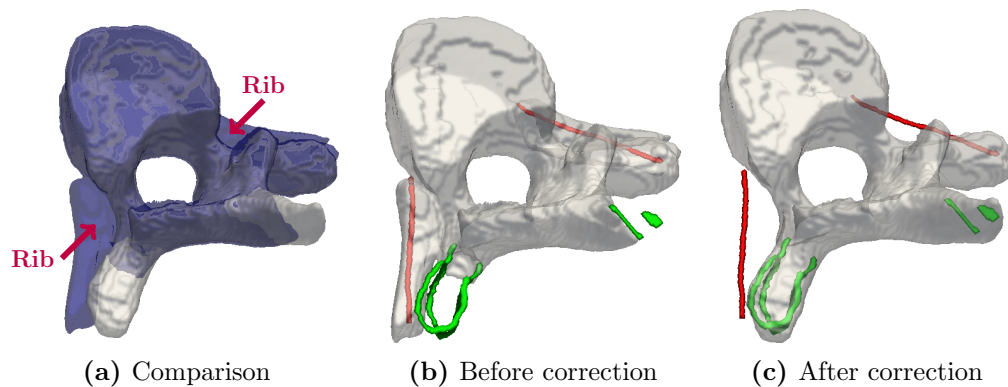 Rib
Rib
(a) Comparison
(b) Before correction
(c) After correction